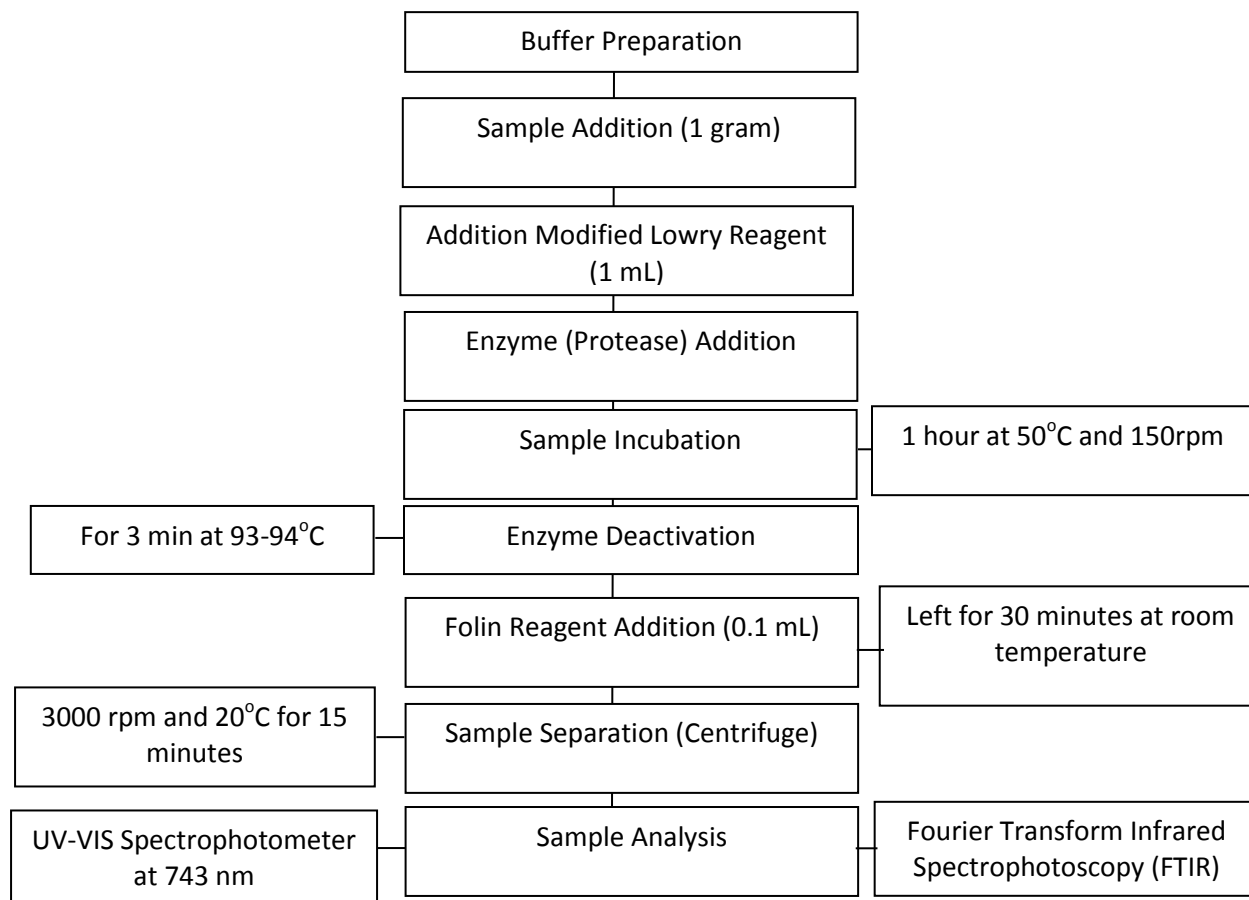 Buffer Preparation
Sample Addition (1 gram)
Addition Modified Lowry Reagent
(1 mL)
Enzyme (Protease) Addition
Sample Incubation
1 hour at 50°C and 150rpm
For 3 min at 93-94°C
Enzyme Deactivation
Folin Reagent Addition (0.1 mL)
Left for 30 minutes at room
temperature
3000 rpm and 20°C for 15
minutes
Sample Separation (Centrifuge)
UV-VIS Spectrophotometer
at 743 nm
Sample Analysis
Fourier Transform Infrared
Spectrophotoscopy (FTIR)